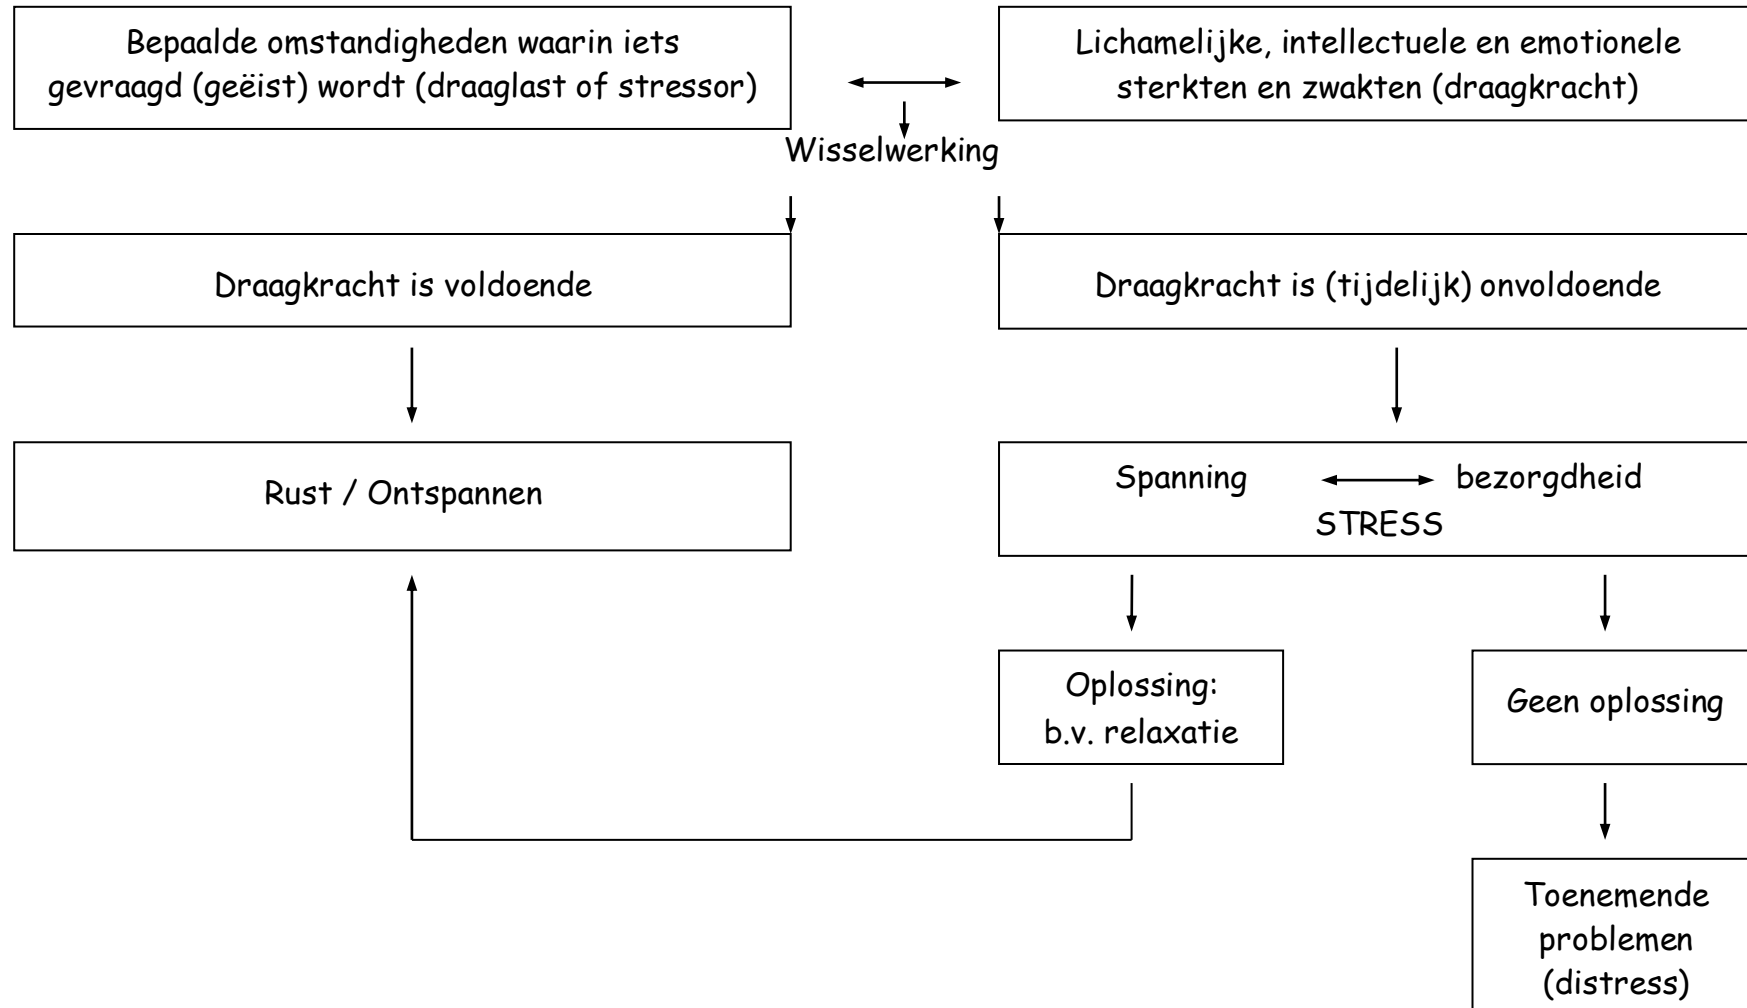 Bepaalde omstandigheden waarin iets
gevraagd (geëist) wordt (draaglast of stressor)
Lichamelijke, intellectuele en emotionele
sterkten en zwakten (draagkracht)
Wisselwerking
Draagkracht is voldoende
Draagkracht is (tijdelijk) onvoldoende
Rust / Ontspannen
Spanning bezorgdheid
STRESS
Oplossing:
b.v. relaxatie
Geen oplossing
Toenemende
problemen
(distress)